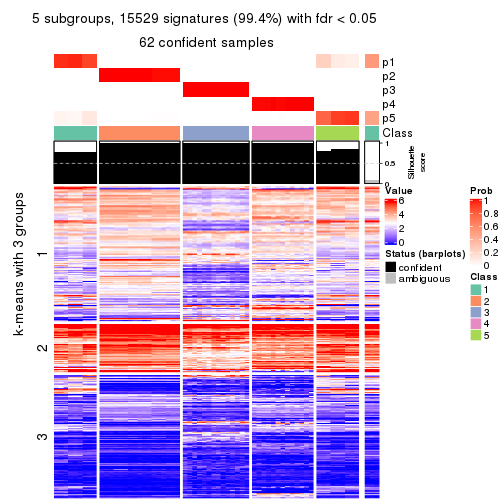 5 subgroups, 15529 signatures (99.4%) with fdr < 0.05
62 confident samples
p1
p2
p3
p4
p5
Class
1
0.5
0
Silhouette
score
k-means with 3 groups
1
2
3
Value
6
4
2
0
Status (barplots)
confident
ambiguous
Prob
1
0.8
0.6
0.4
0.2
0
Class
1
2
3
4
5